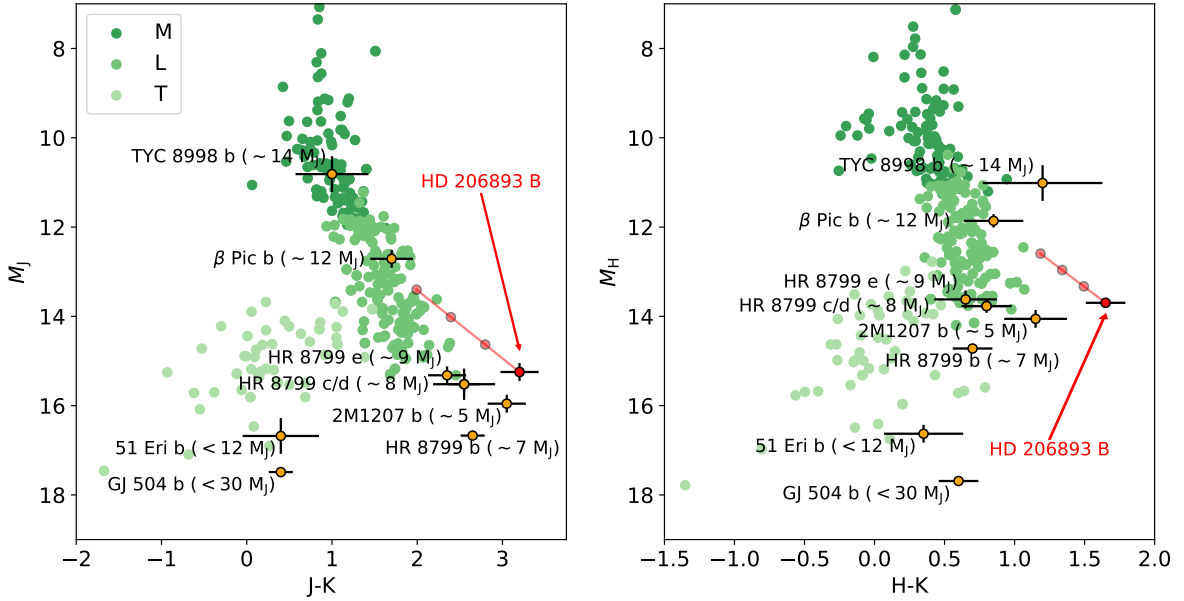 M
L
T
8
10
12
14
16
18
M_J
TYC 8998 b (∼14 M_J)
HD 206893 B
β Pic b (∼12 M_J)
HR 8799 e (∼9 M_J)
HR 8799 c/d (∼8 M_J)
2M1207 b (∼5 M_J)
51 Eri b (<12 M_J)
HR 8799 b (∼7 M_J)
GJ 504 b (<30 M_J)
−2 −1 0 1 2 3
J-K
8
10
12
14
16
18
M_H
TYC 8998 b (∼14 M_J)
β Pic b (∼12 M_J)
HR 8799 e (∼9 M_J)
HR 8799 c/d (∼8 M_J)
2M1207 b (∼5 M_J)
HR 8799 b (∼7 M_J)
51 Eri b (<12 M_J)
HD 206893 B
GJ 504 b (<30 M_J)
−1.5 −1.0 −0.5 0.0 0.5 1.0 1.5 2.0
H-K